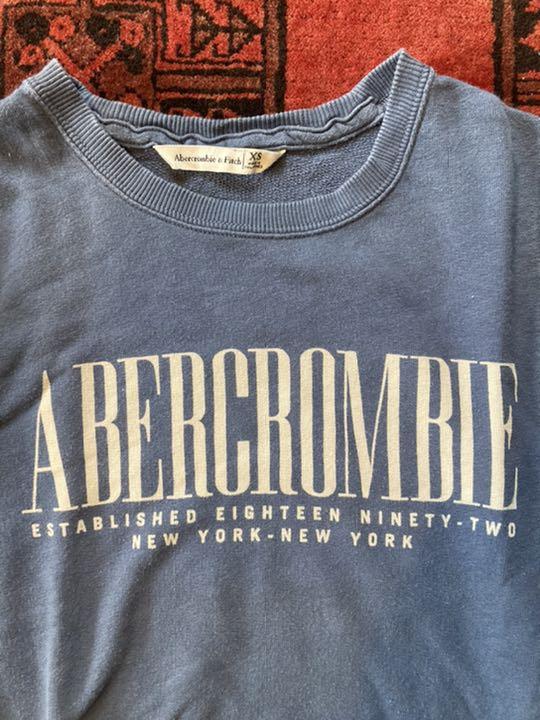 Abercrombie & Fitch
XS
ABERCROMBIE
ESTABLISHED EIGHTEEN NINETY-TWO
NEW YORK-NEW YORK